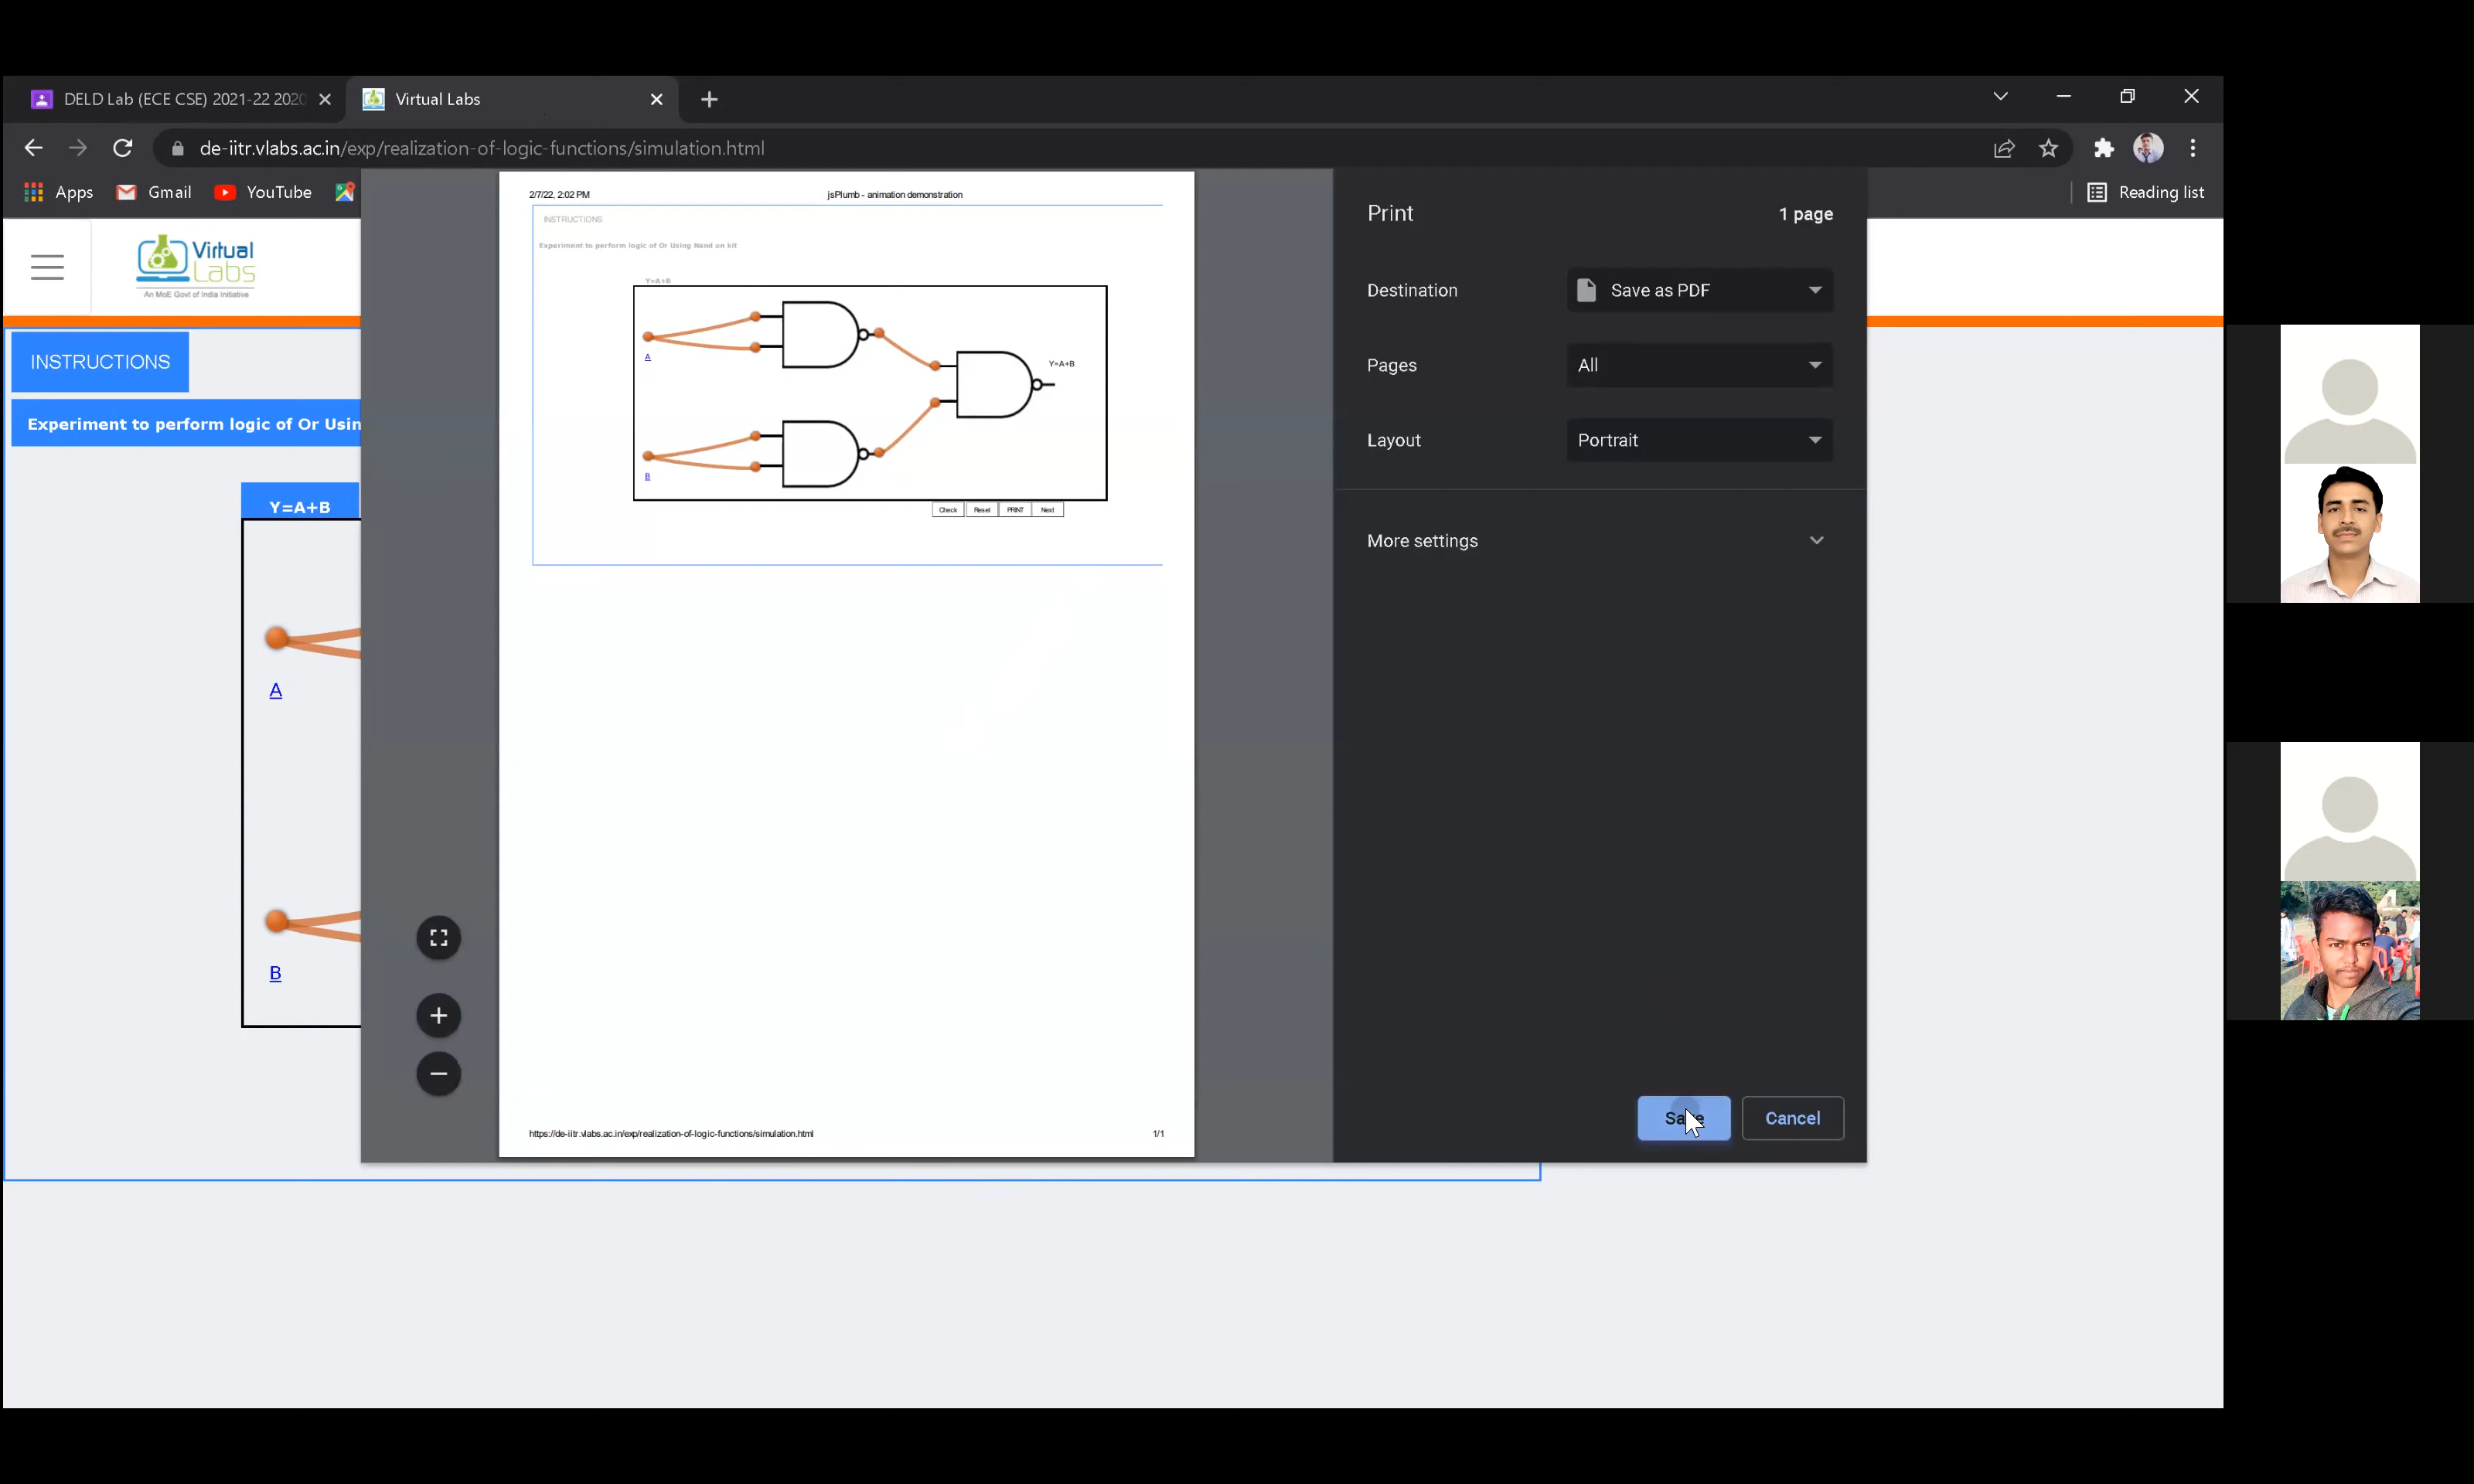 DELD Lab (ECE CSE) 2021-22 2020
Virtual Labs
de-iitr.vlabs.ac.in/exp/realization-of-logic-functions/simulation.html
Apps
Gmail
YouTube
Reading list
Virtual
Labs
An MoE Govt of India Initiative
INSTRUCTIONS
Experiment to perform logic of Or Usin
Y=A+B
A
B
2/7/22, 2:02 PM
jsPlumb - animation demonstration
INSTRUCTIONS
Experiment to perform logic of Or Using Nand on kit
Y=A+B
A
Y=A+B
B
Check
Reset
PRINT
Next
https://de-iitr.vlabs.ac.in/exp/realization-of-logic-functions/simulation.html
1/1
Print
1 page
Destination
Save as PDF
Pages
All
Layout
Portrait
More settings
Save
Cancel